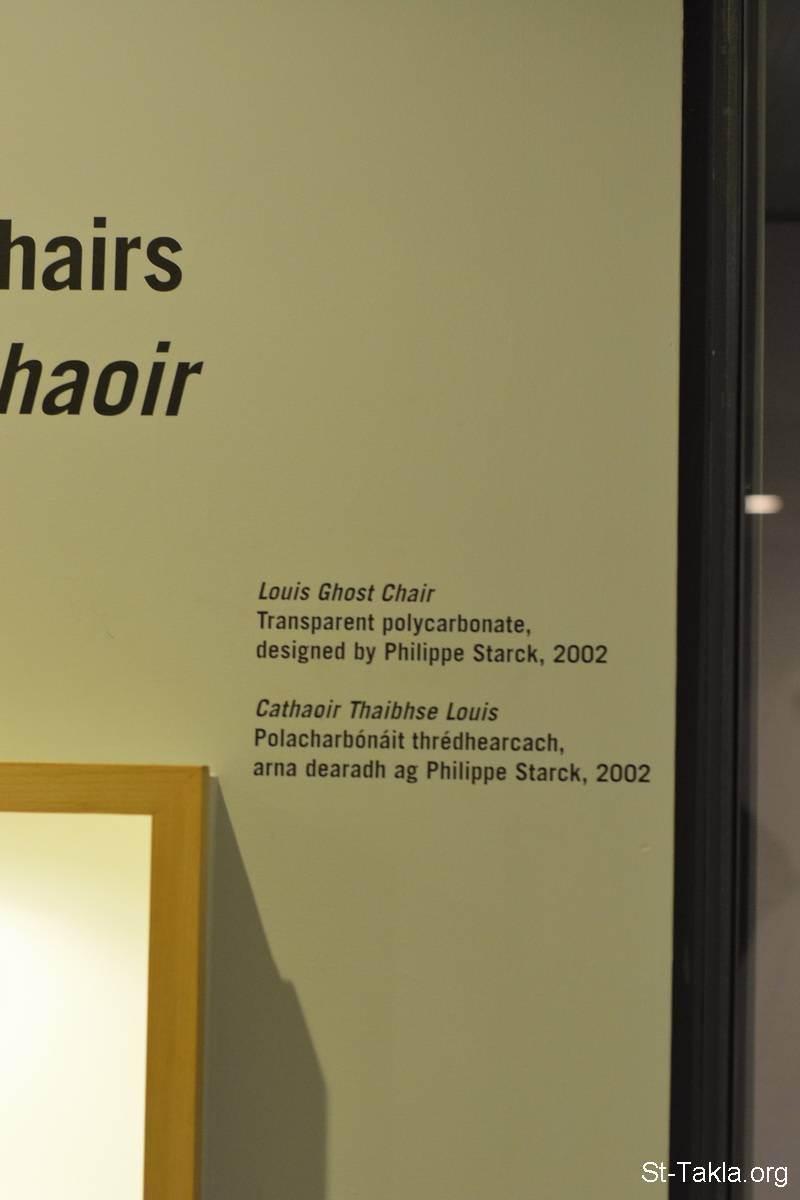 hairs
haoir
Louis Ghost Chair
Transparent polycarbonate,
designed by Philippe Starck, 2002
Cathaoir Thaibhse Louis
Polacharbónáit thrédhearcach,
arna dearadh ag Philippe Starck, 2002
St-Takla.org